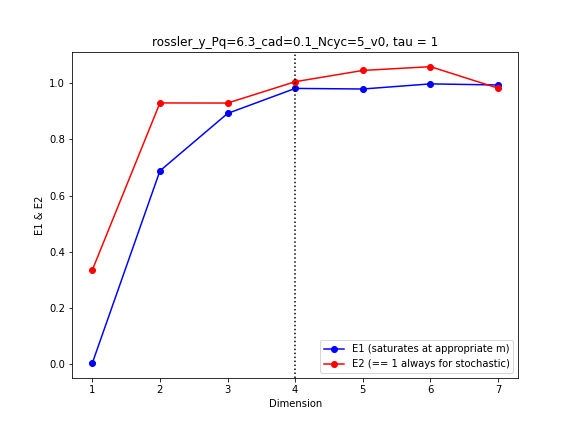 rossler_y_Pq=6.3_cad=0.1_Ncyc=5_v0, tau = 1
1.0
0.8
0.6
0.4
0.2
0.0
E1 & E2
E1 (saturates at appropriate m)
E2 (== 1 always for stochastic)
1 2 3 4 5 6 7
Dimension